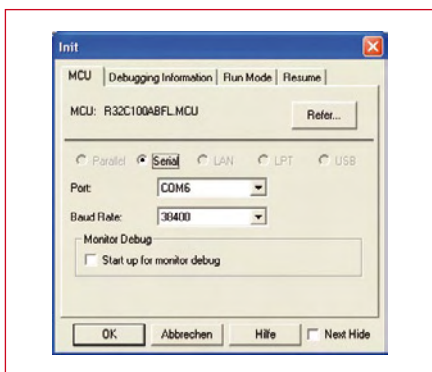 Init
MCU Debugging Information Run Mode Resume
MCU: R32C100ABFL.MCU Refer...
Parallel Serial LAN LPT USB
Port: COM6
Baud Rate: 38400
Monitor Debug
Start up for monitor debug
OK Abbrechen Hilfe Next Hide